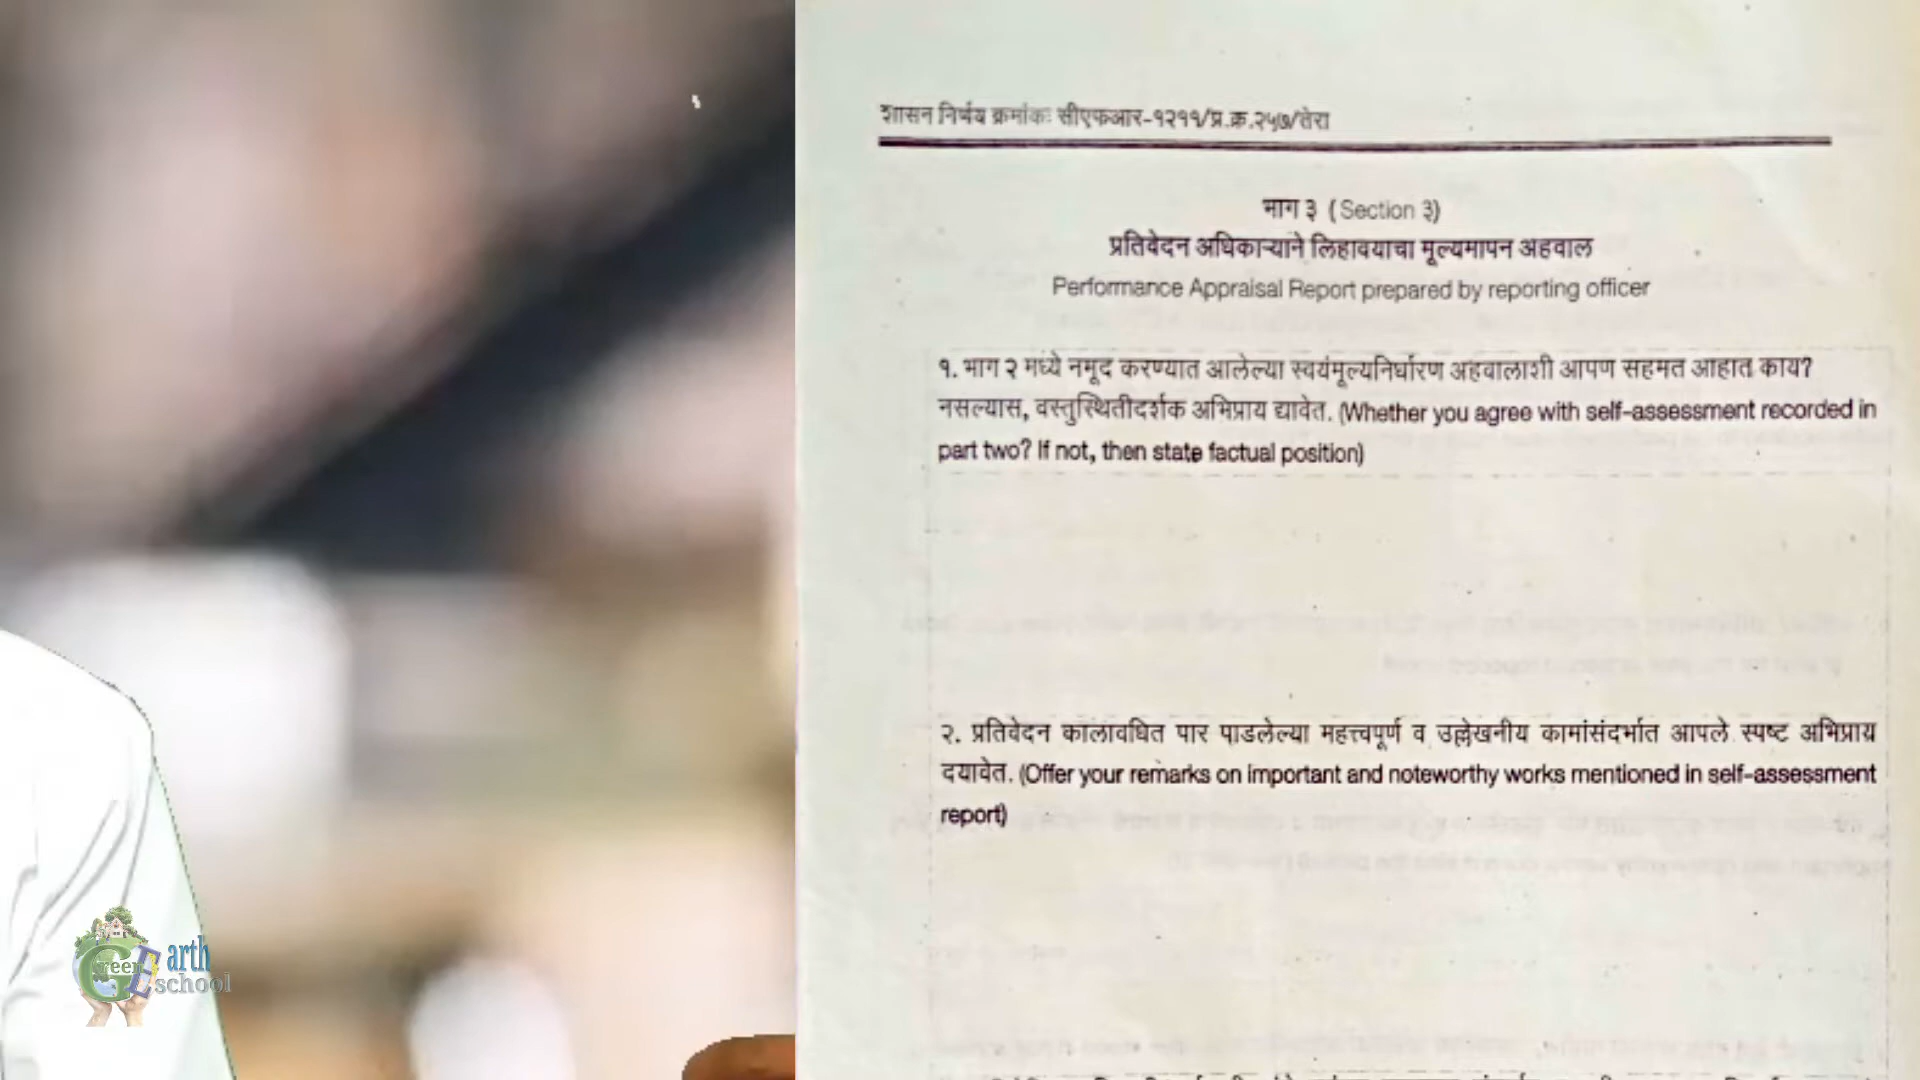 शासन निर्णय क्रमांकः सीएफआर-१२११/प्र.क्र.२५७/तेरा
भाग ३ (Section ३)
प्रतिवेदन अधिकाऱ्याने लिहावयाचा मूल्यमापन अहवाल
Performance Appraisal Report prepared by reporting officer
१. भाग २ मध्ये नमूद करण्यात आलेल्या स्वयंमूल्यनिर्धारण अहवालाशी आपण सहमत आहात काय?
नसल्यास, वस्तुस्थितीदर्शक अभिप्राय द्यावेत. (Whether you agree with self-assessment recorded in
part two? If not, then state factual position)
२. प्रतिवेदन कालावधित पार पाडलेल्या महत्त्वपूर्ण व उल्लेखनीय कामांसंदर्भात आपले स्पष्ट अभिप्राय
दयावेत. (Offer your remarks on important and noteworthy works mentioned in self-assessment
report)
Green Earth
school